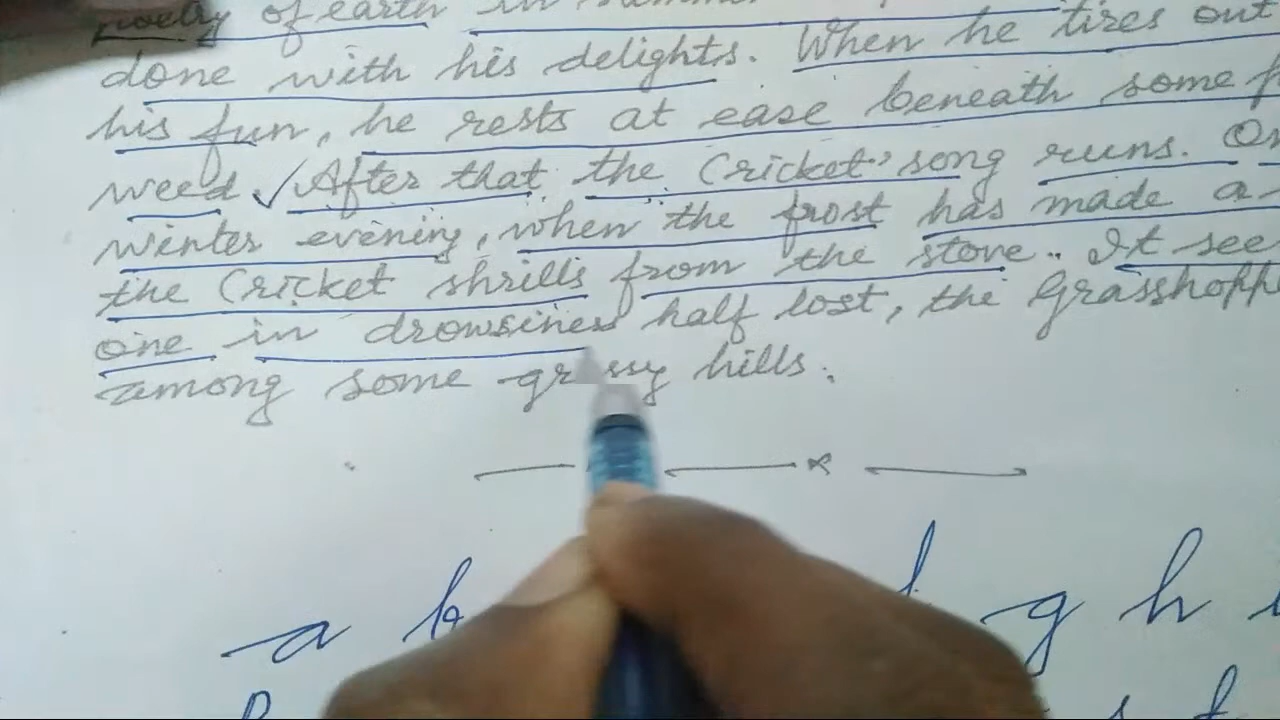 poetry of earth in
done with his delights. When he tires out
his fun, he rests at ease beneath some
weed ✓ After that the Cricket's song runs. On
winter evening, when the frost has made a
the Cricket shrills from the stove. It
one in drowsiness half lost, the
among some grassy hills.
a b g h